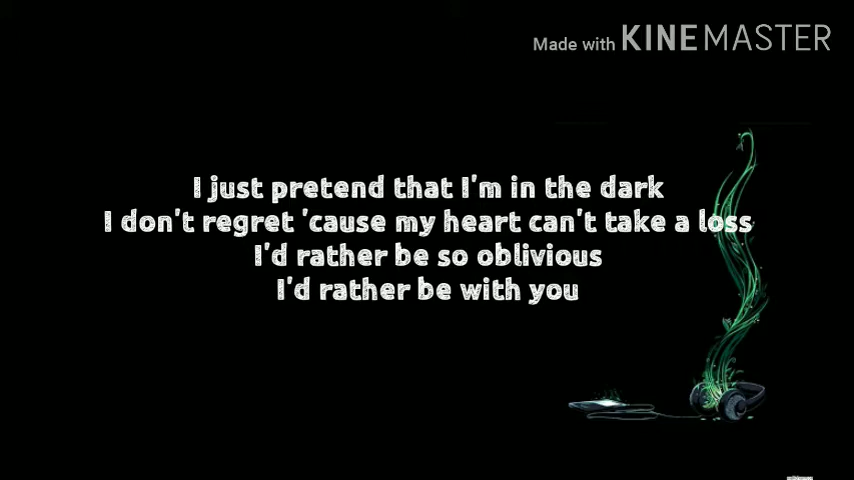 Made with KINEMASTER
I just pretend that I'm in the dark
I don't regret 'cause my heart can't take a loss
I'd rather be so oblivious
I'd rather be with you